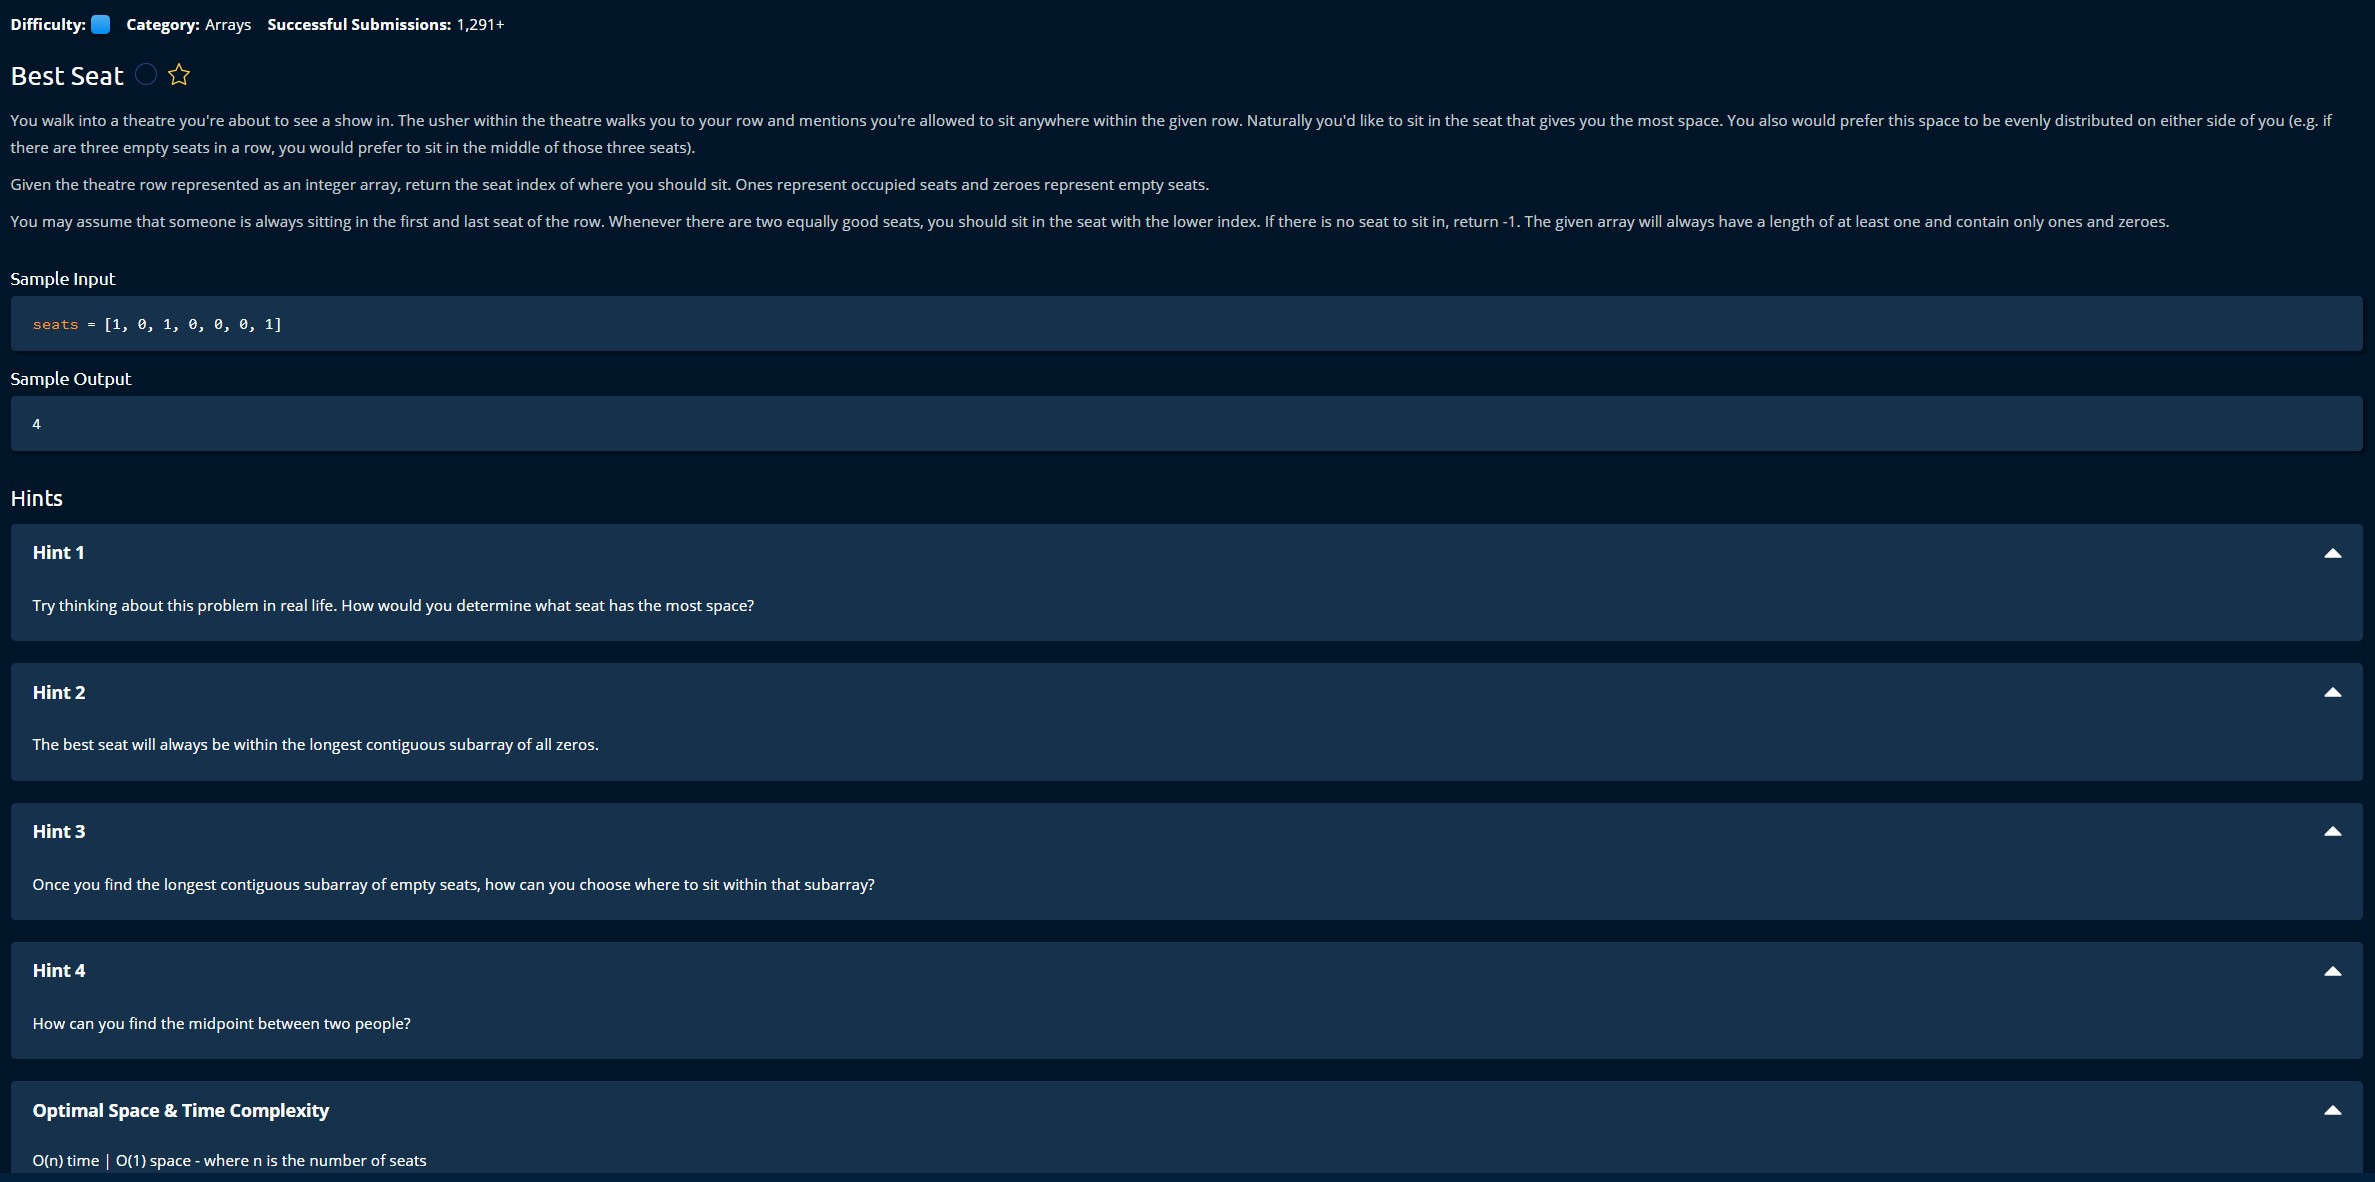 Difficulty: Category: Arrays Successful Submissions: 1,291+
Best Seat
You walk into a theatre you're about to see a show in. The usher within the theatre walks you to your row and mentions you're allowed to sit anywhere within the given row. Naturally you'd like to sit in the seat that gives you the most space. You also would prefer this space to be evenly distributed on either side of you (e.g. if
there are three empty seats in a row, you would prefer to sit in the middle of those three seats).
Given the theatre row represented as an integer array, return the seat index of where you should sit. Ones represent occupied seats and zeroes represent empty seats.
You may assume that someone is always sitting in the first and last seat of the row. Whenever there are two equally good seats, you should sit in the seat with the lower index. If there is no seat to sit in, return -1. The given array will always have a length of at least one and contain only ones and zeroes.
Sample Input
seats = [1, 0, 1, 0, 0, 0, 1]
Sample Output
4
Hints
Hint 1
Try thinking about this problem in real life. How would you determine what seat has the most space?
Hint 2
The best seat will always be within the longest contiguous subarray of all zeros.
Hint 3
Once you find the longest contiguous subarray of empty seats, how can you choose where to sit within that subarray?
Hint 4
How can you find the midpoint between two people?
Optimal Space & Time Complexity
O(n) time | O(1) space - where n is the number of seats